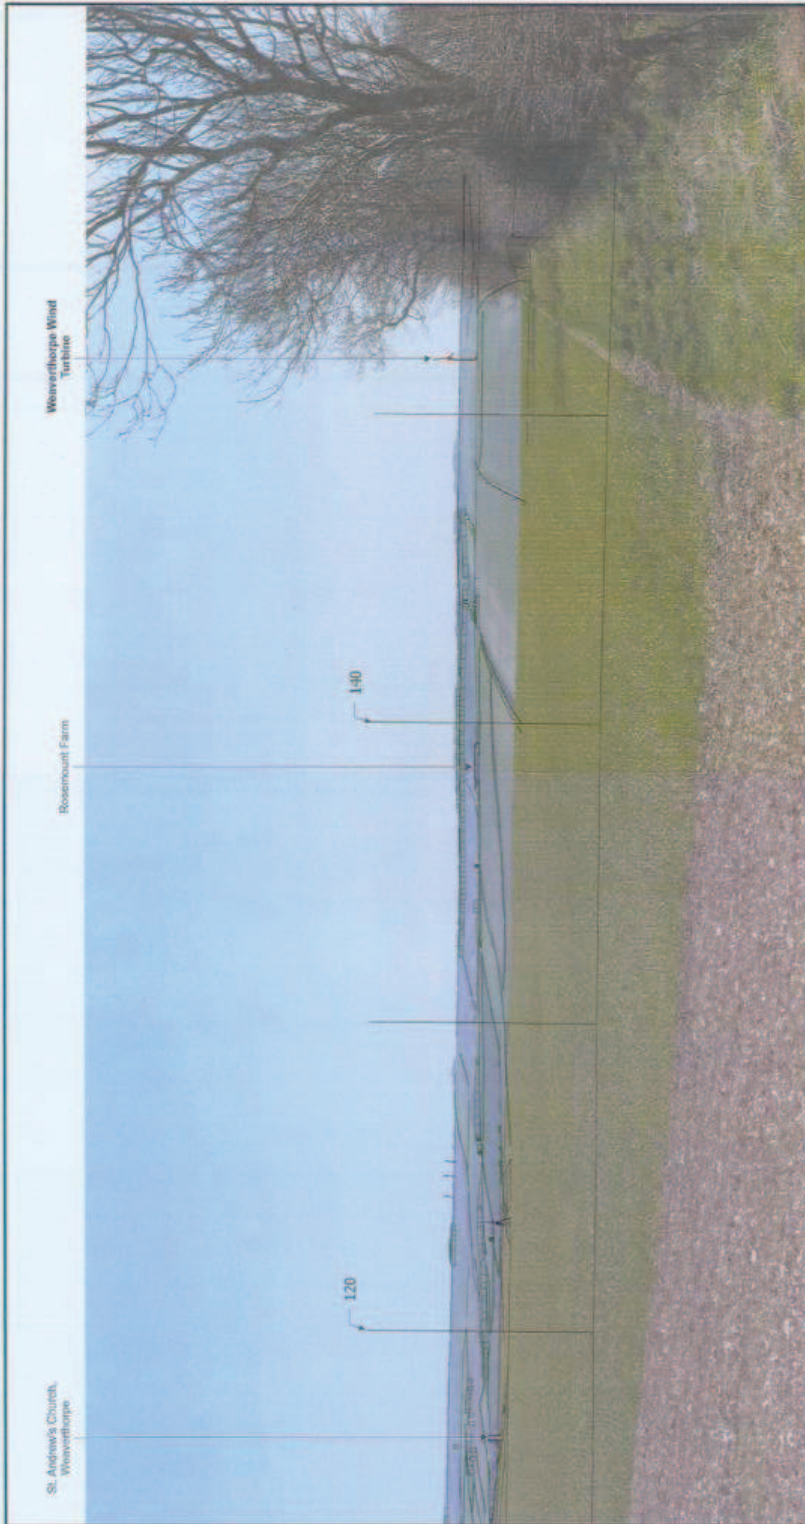 St. Andrew's Church,
Weaverthorpe
Rosemount Farm
Weaverthorpe Wind
Turbine
120
140